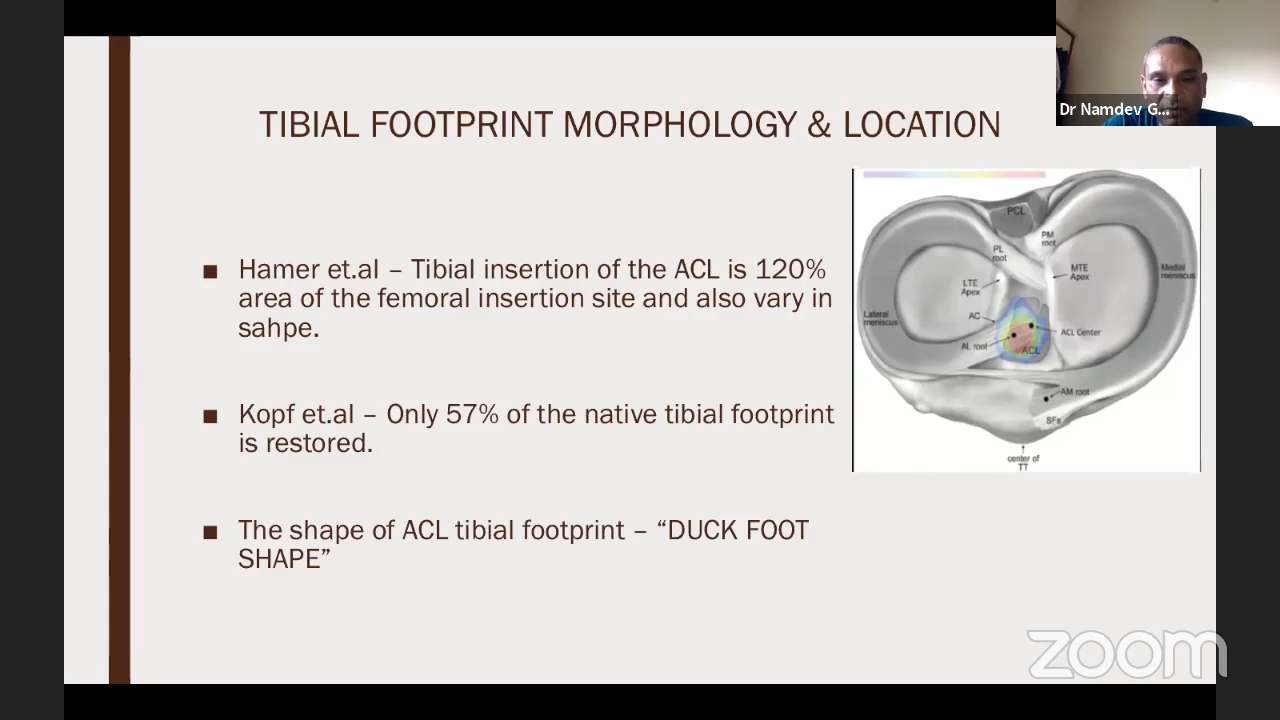 Dr Namdev G...
TIBIAL FOOTPRINT MORPHOLOGY & LOCATION
■ Hamer et.al – Tibial insertion of the ACL is 120%
area of the femoral insertion site and also vary in
sahpe.
■ Kopf et.al – Only 57% of the native tibial footprint
is restored.
■ The shape of ACL tibial footprint – “DUCK FOOT
SHAPE”
PCL
PL
root
PM
root
LTE
Apex
MTE
Apex
Medial
meniscus
Lateral
meniscus
AC
ACL Center
AL root
ACL
AM root
SFs
center of
TT
zoom